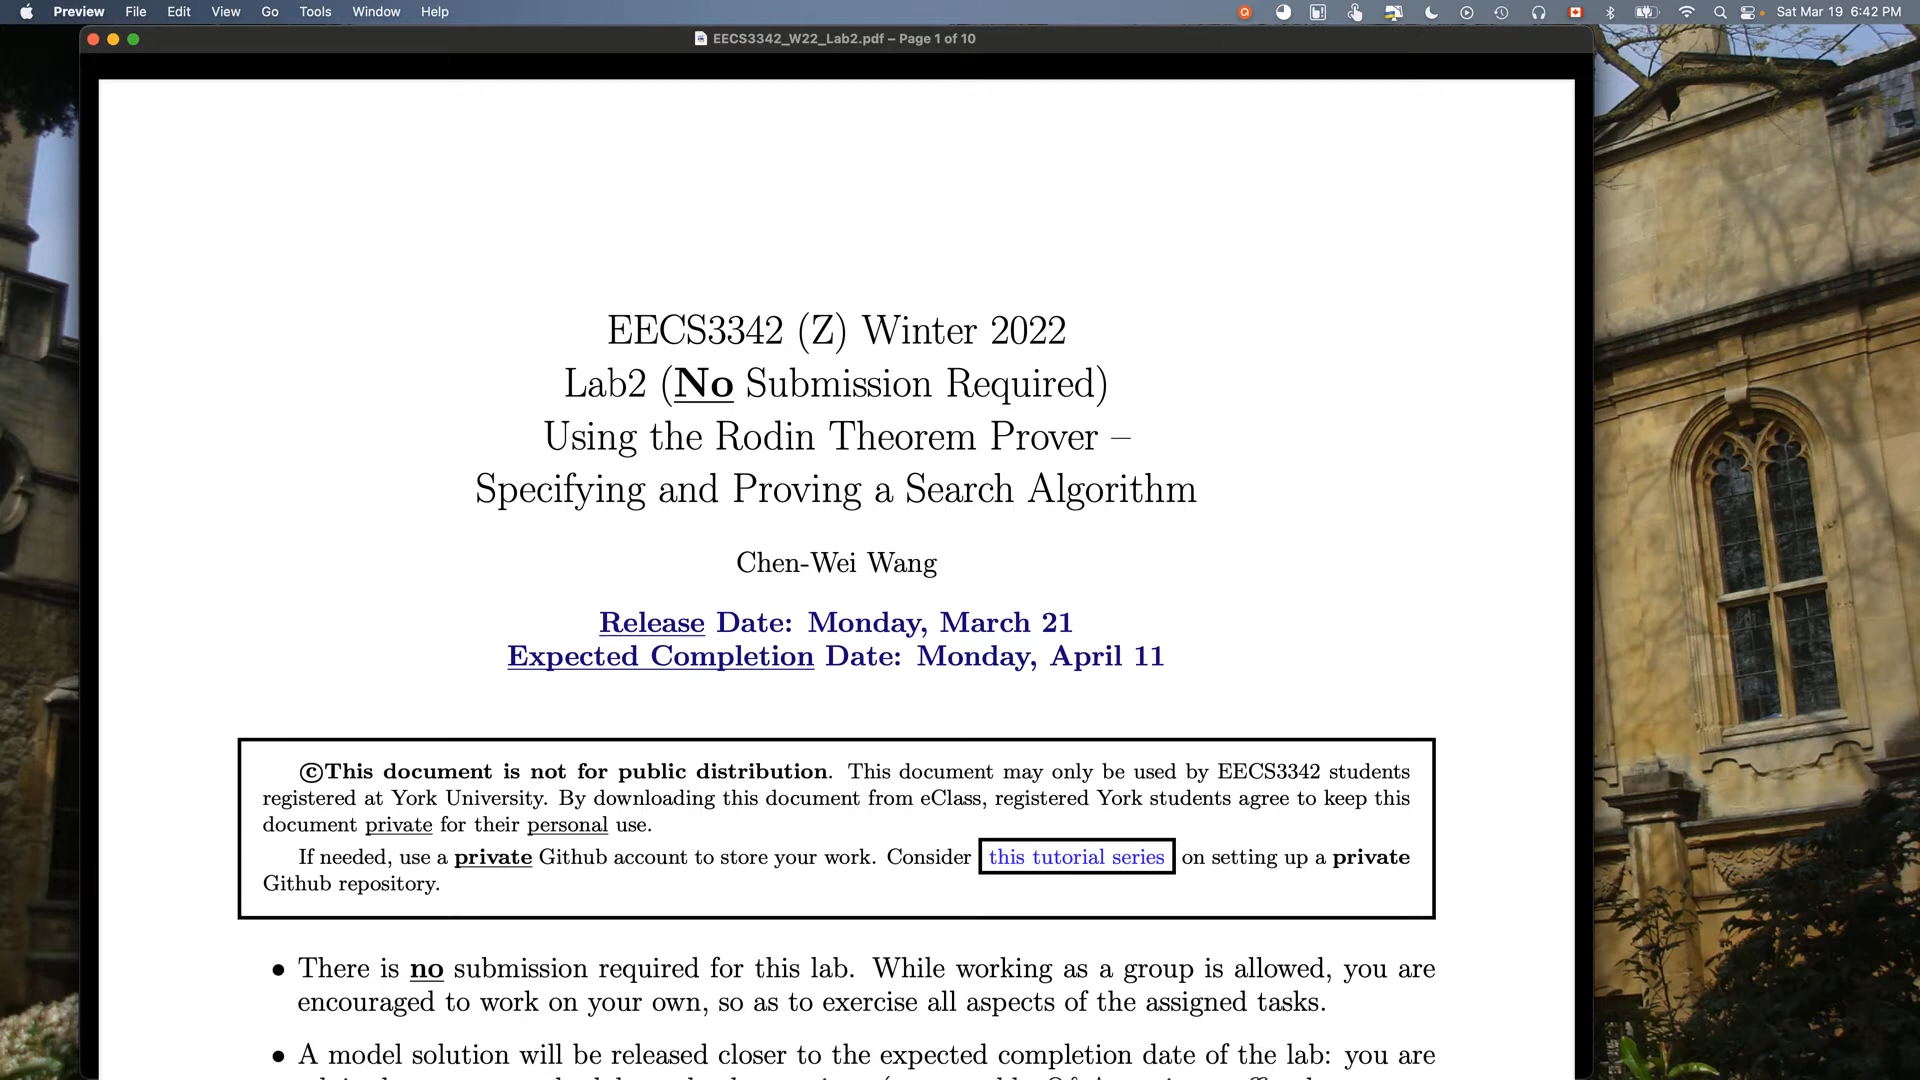 Preview File Edit View Go Tools Window Help Sat Mar 19 6:42 PM
EECS3342_W22_Lab2.pdf – Page 1 of 10
EECS3342 (Z) Winter 2022
Lab2 (No Submission Required)
Using the Rodin Theorem Prover –
Specifying and Proving a Search Algorithm
Chen-Wei Wang
Release Date: Monday, March 21
Expected Completion Date: Monday, April 11
©This document is not for public distribution. This document may only be used by EECS3342 students
registered at York University. By downloading this document from eClass, registered York students agree to keep this
document private for their personal use.
If needed, use a private Github account to store your work. Consider this tutorial series on setting up a private
Github repository.
• There is no submission required for this lab. While working as a group is allowed, you are
encouraged to work on your own, so as to exercise all aspects of the assigned tasks.
• A model solution will be released closer to the expected completion date of the lab: you are